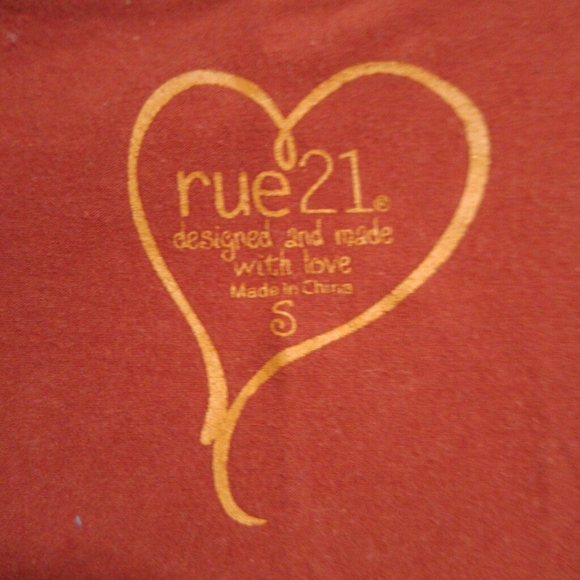 rue21®
designed and made
with love
Made in China
S